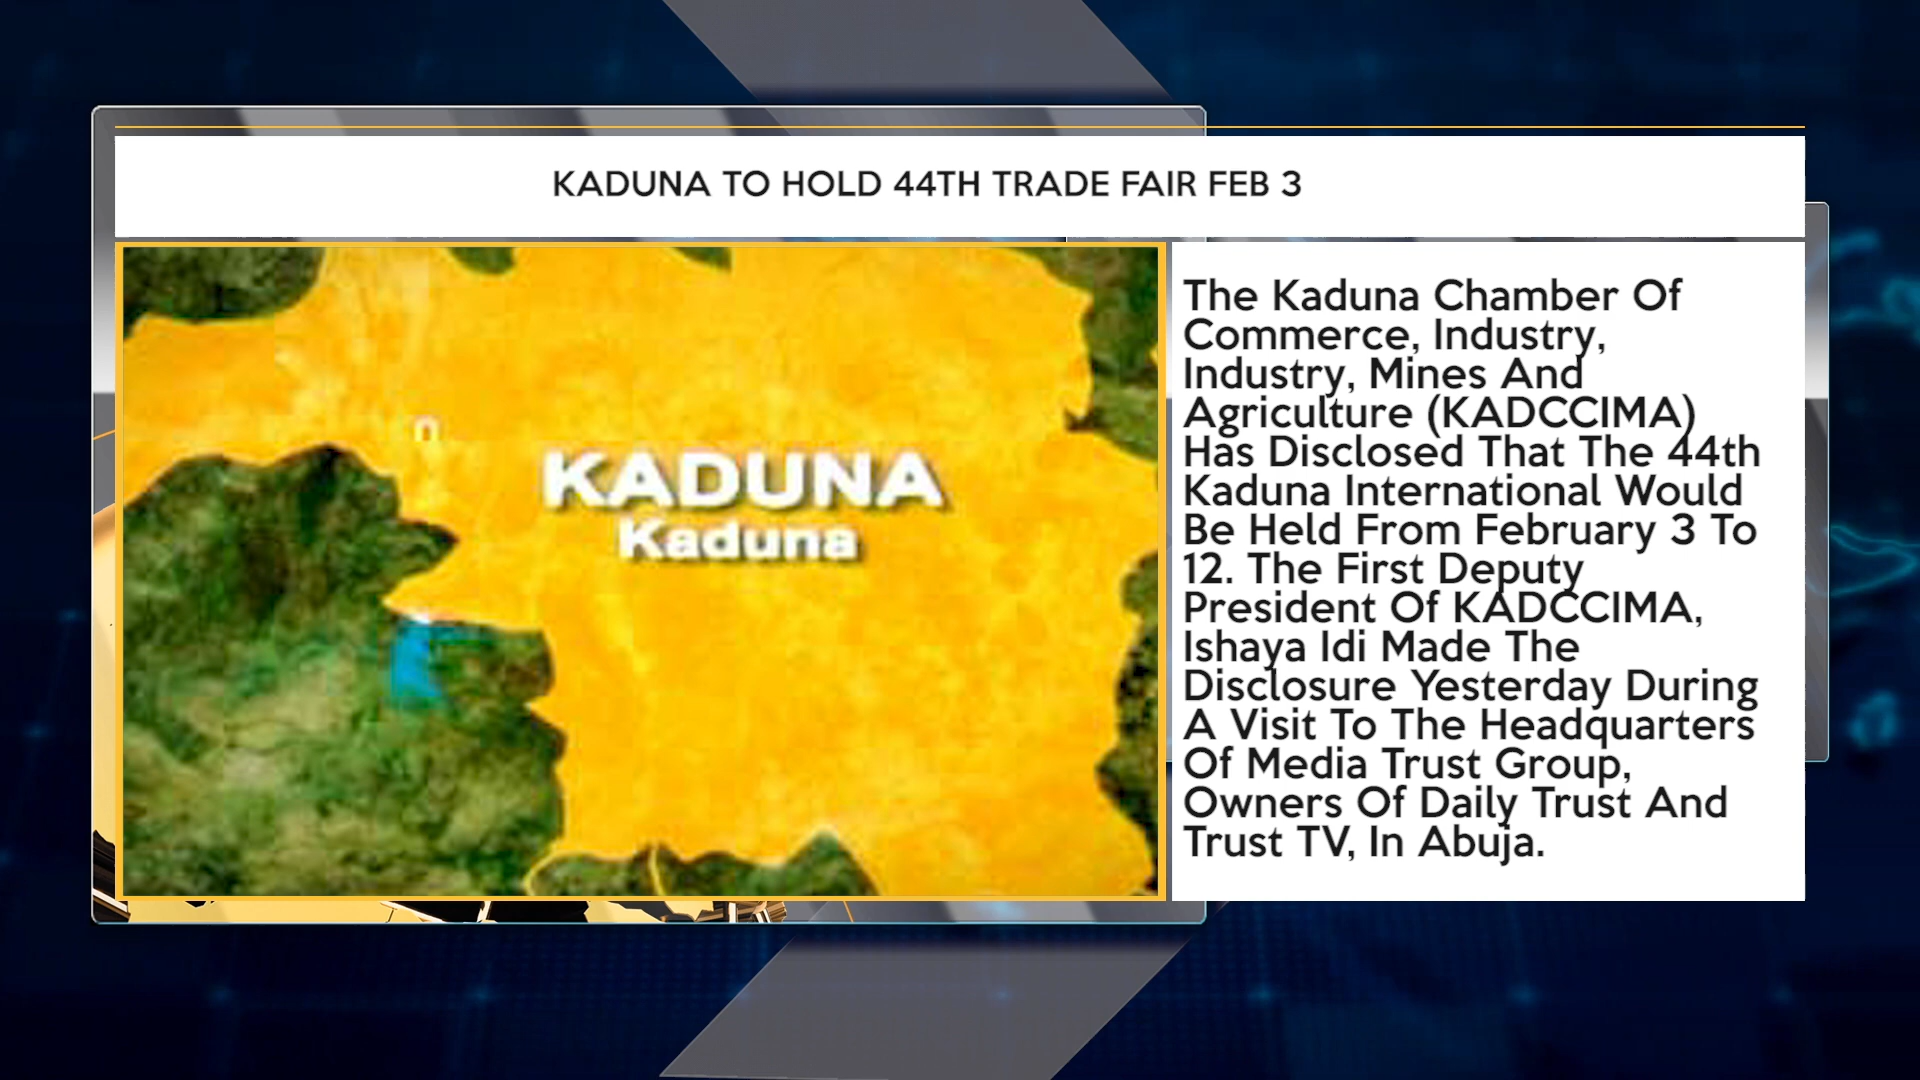 KADUNA TO HOLD 44TH TRADE FAIR FEB 3
n
KADUNA
Kaduna
The Kaduna Chamber Of
Commerce, Industry,
Industry, Mines And
Agriculture (KADCCIMA)
Has Disclosed That The 44th
Kaduna International Would
Be Held From February 3 To
12. The First Deputy
President Of KADCCIMA,
Ishaya Idi Made The
Disclosure Yesterday During
A Visit To The Headquarters
Of Media Trust Group,
Owners Of Daily Trust And
Trust TV, In Abuja.